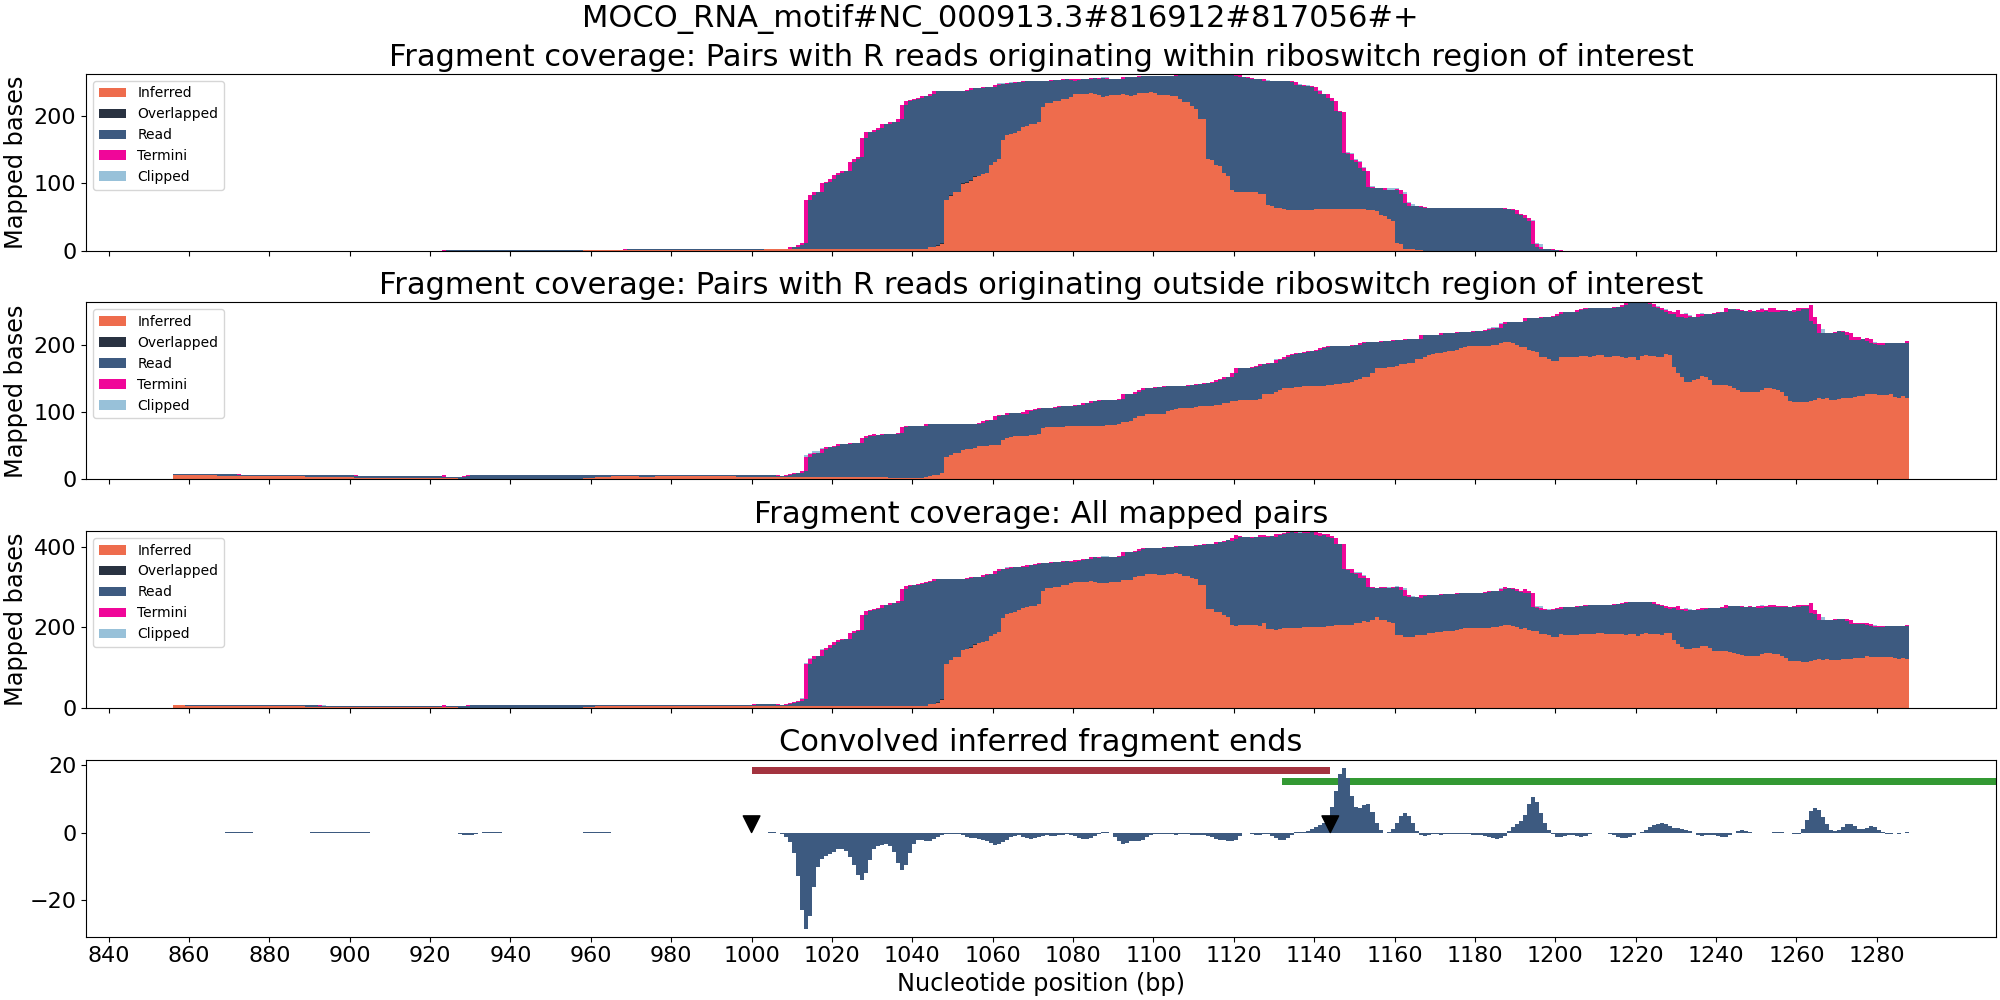 MOCO_RNA_motif#NC_000913.3#816912#817056#+
Fragment coverage: Pairs with R reads originating within riboswitch region of interest
Mapped bases
200
100
0
Inferred
Overlapped
Read
Termini
Clipped
Fragment coverage: Pairs with R reads originating outside riboswitch region of interest
Mapped bases
200
100
0
Inferred
Overlapped
Read
Termini
Clipped
Fragment coverage: All mapped pairs
Mapped bases
400
200
0
Inferred
Overlapped
Read
Termini
Clipped
Convolved inferred fragment ends
20
0
−20
840 860 880 900 920 940 960 980 1000 1020 1040 1060 1080 1100 1120 1140 1160 1180 1200 1220 1240 1260 1280
Nucleotide position (bp)